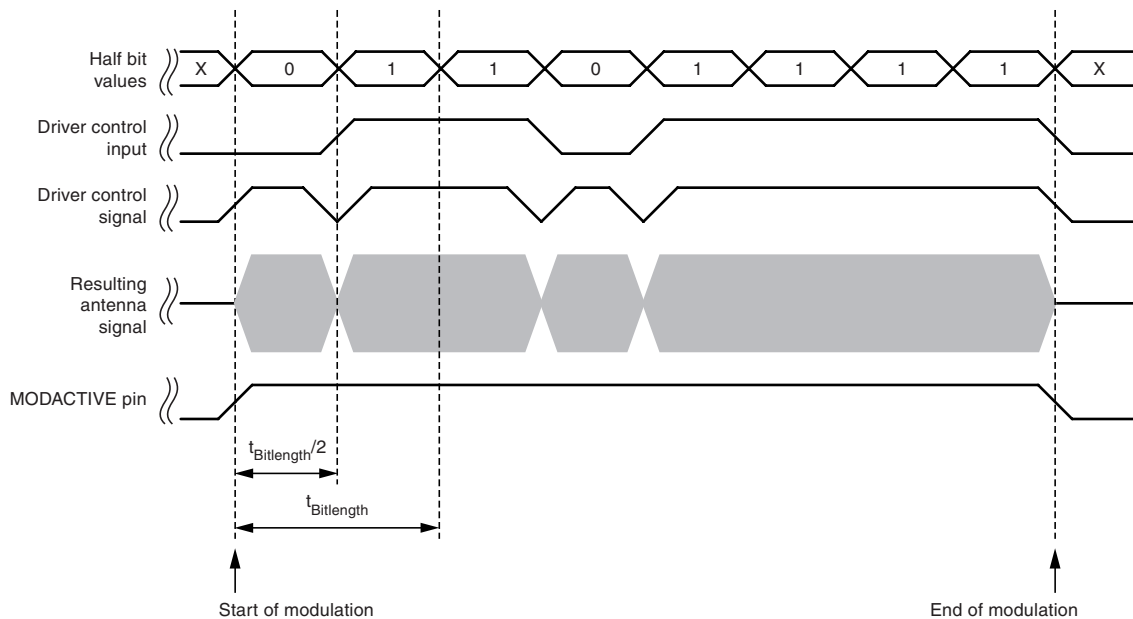 Half bit
values
X 0 1 1 0 1 1 1 1 X
Driver control
input
Driver control
signal
Resulting
antenna
signal
MODACTIVE pin
tBitlength/2
tBitlength
Start of modulation
End of modulation